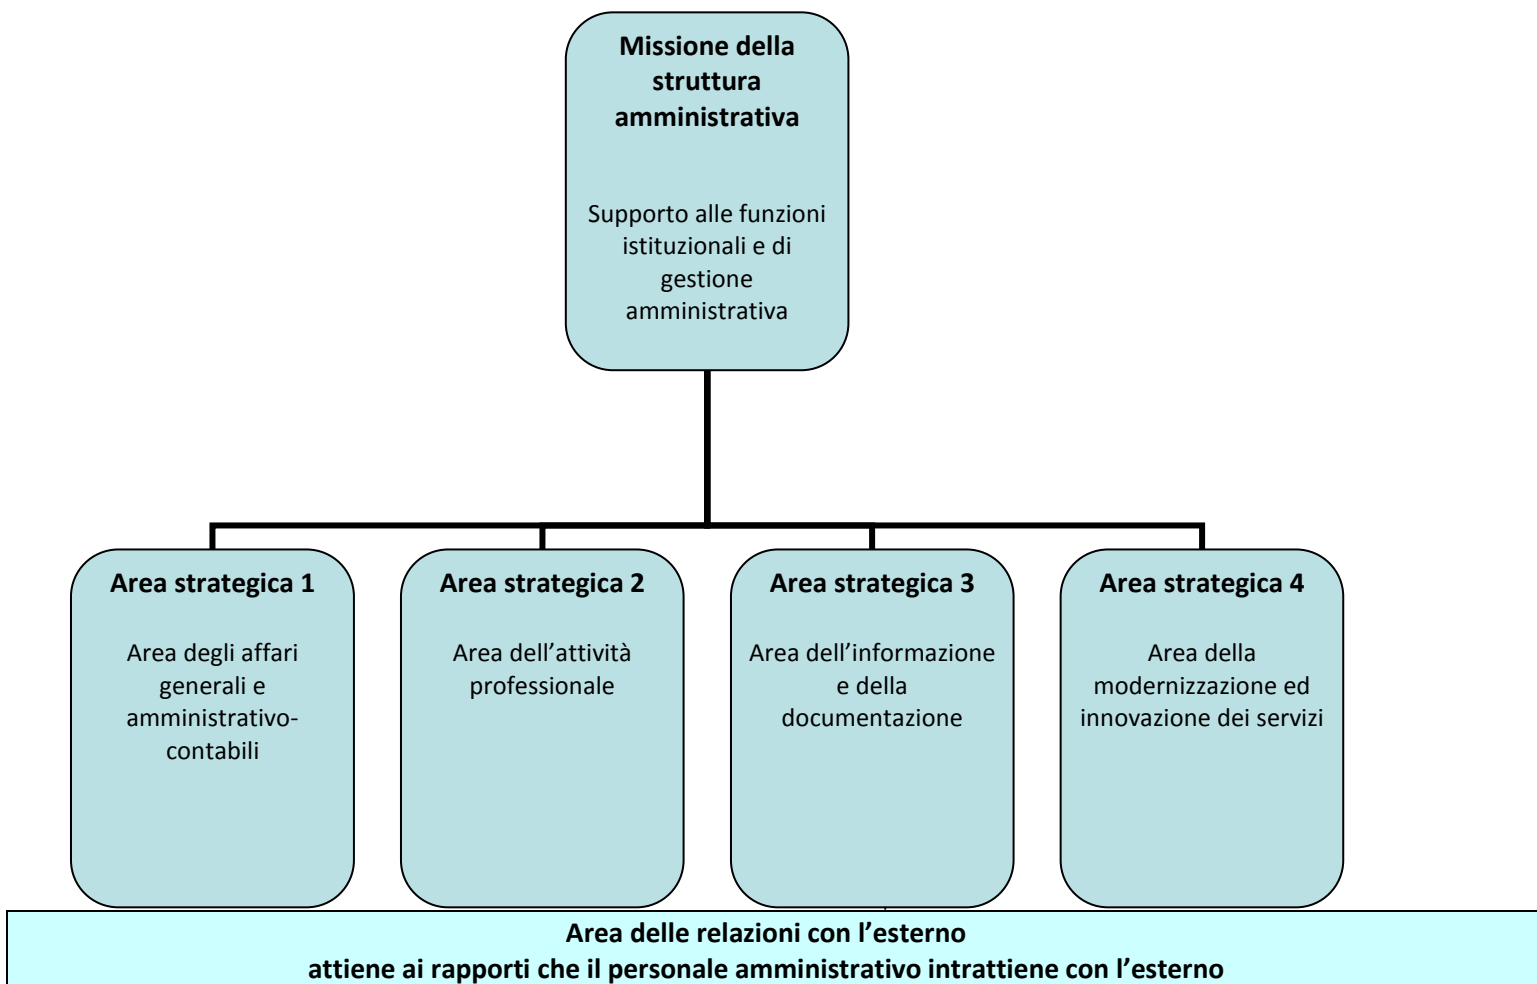 Missione della
struttura
amministrativa
Supporto alle funzioni
istituzionali e di
gestione
amministrativa
Area strategica 1
Area degli affari
generali e
amministrativo-
contabili
Area strategica 2
Area dell’attività
professionale
Area strategica 3
Area dell’informazione
e della
documentazione
Area strategica 4
Area della
modernizzazione ed
innovazione dei servizi
Area delle relazioni con l’esterno
attiene ai rapporti che il personale amministrativo intrattiene con l’esterno